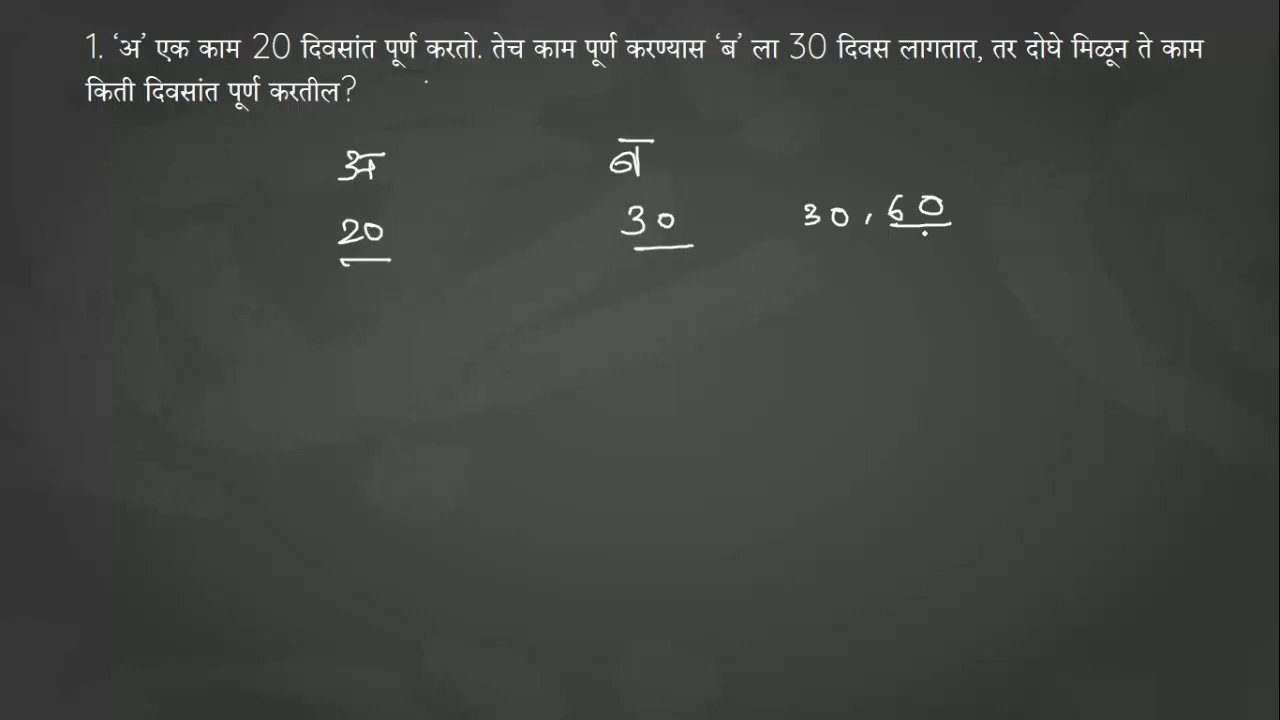 1. ‘अ’ एक काम 20 दिवसांत पूर्ण करतो. तेच काम पूर्ण करण्यास ‘ब’ ला 30 दिवस लागतात, तर दोघे मिळून ते काम
किती दिवसांत पूर्ण करतील?
अ ब
20 30 30, 60